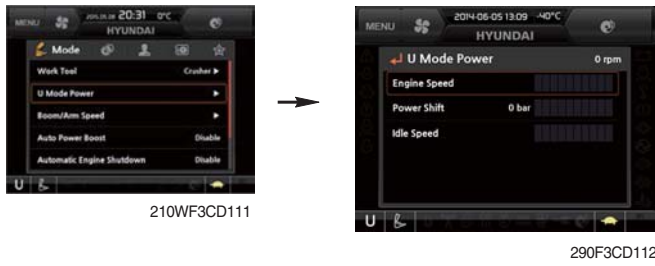 MENU
20:31 0°C
HYUNDAI
Mode
Work Tool Crusher ▶
U Mode Power ▶
Boom/Arm Speed ▶
Auto Power Boost Disable
Automatic Engine Shutdown Disable
U
210WF3CD111
MENU
2014-06-05 13:09 -40°C
HYUNDAI
U Mode Power 0 rpm
Engine Speed
Power Shift 0 bar
Idle Speed
U
290F3CD112